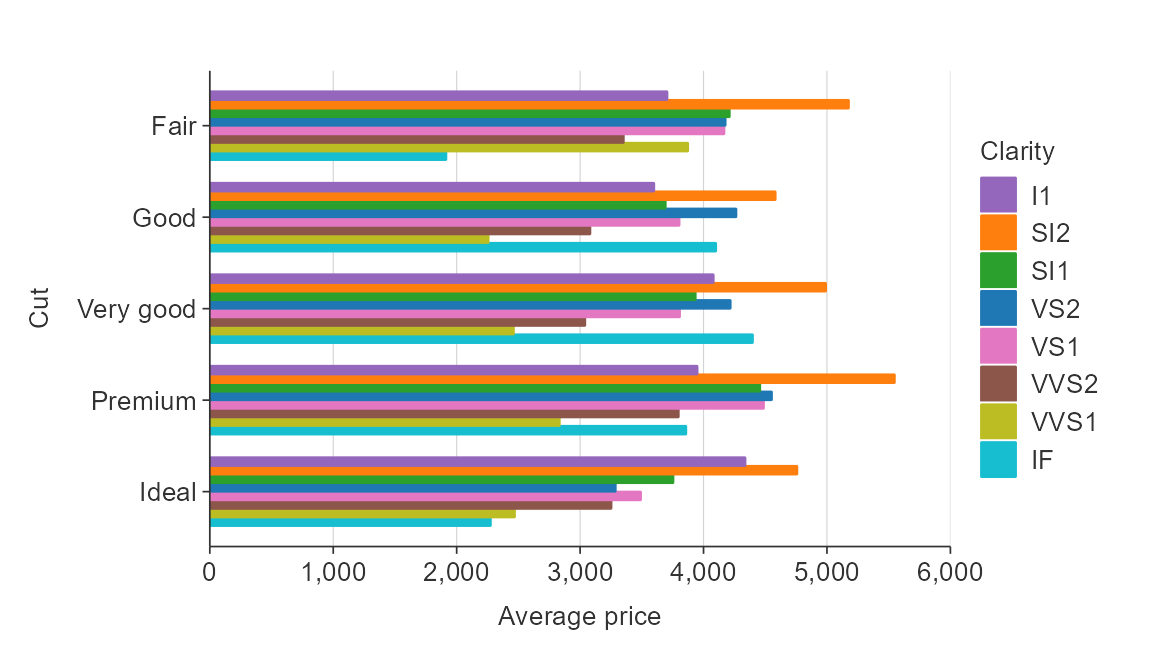 Fair
Good
Very good
Premium
Ideal
Cut
0 1,000 2,000 3,000 4,000 5,000 6,000
Average price
Clarity
I1
SI2
SI1
VS2
VS1
VVS2
VVS1
IF